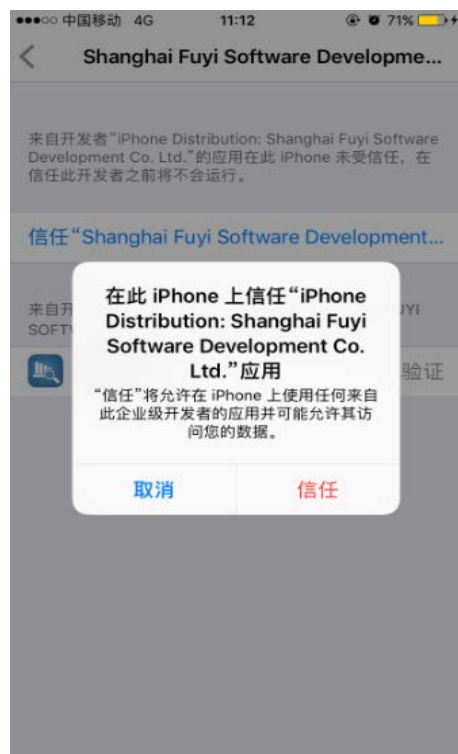 中国移动 4G 11:12 71%
Shanghai Fuyi Software Developme...
来自开发者“iPhone Distribution: Shanghai Fuyi Software
Development Co. Ltd.”的应用在此 iPhone 未受信任，在
信任此开发者之前将不会运行。
信任“Shanghai Fuyi Software Development...
来自开
YI
SOFT
验证
在此 iPhone 上信任“iPhone
Distribution: Shanghai Fuyi
Software Development Co.
Ltd.”应用
“信任”将允许在 iPhone 上使用任何来自
此企业级开发者的应用并可能允许其访
问您的数据。
取消 信任